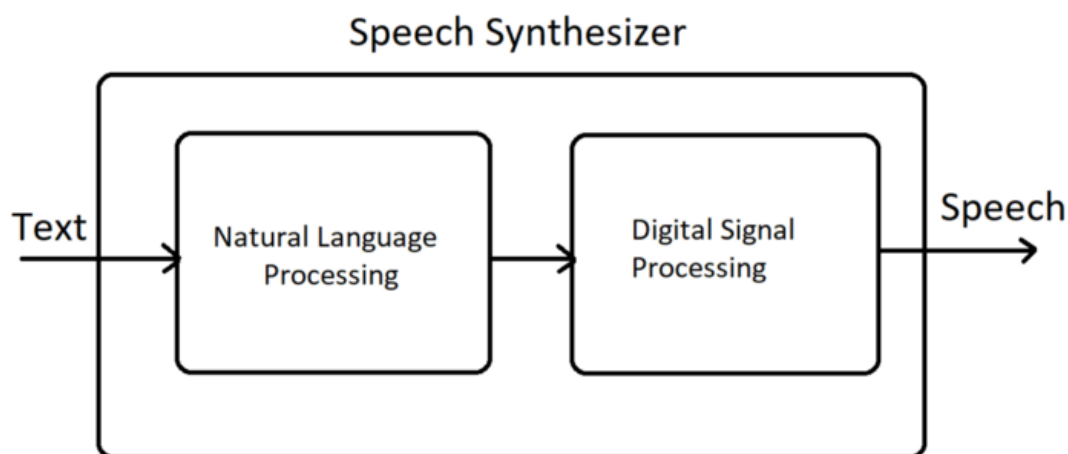 Speech Synthesizer
Text
Natural Language
Processing
Digital Signal
Processing
Speech